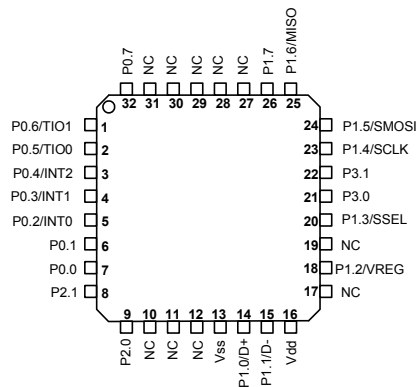 P0.7
NC
NC
NC
NC
NC
P1.7
P1.6/MISO
32
31
30
29
28
27
26
25
P0.6/TIO1 1
P0.5/TIO0 2
P0.4/INT2 3
P0.3/INT1 4
P0.2/INT0 5
P0.1 6
P0.0 7
P2.1 8
24 P1.5/SMOSI
23 P1.4/SCLK
22 P3.1
21 P3.0
20 P1.3/SSEL
19 NC
18 P1.2/VREG
17 NC
9
10
11
12
13
14
15
16
P2.0
NC
NC
NC
Vss
P1.0/D+
P1.1/D-
Vdd